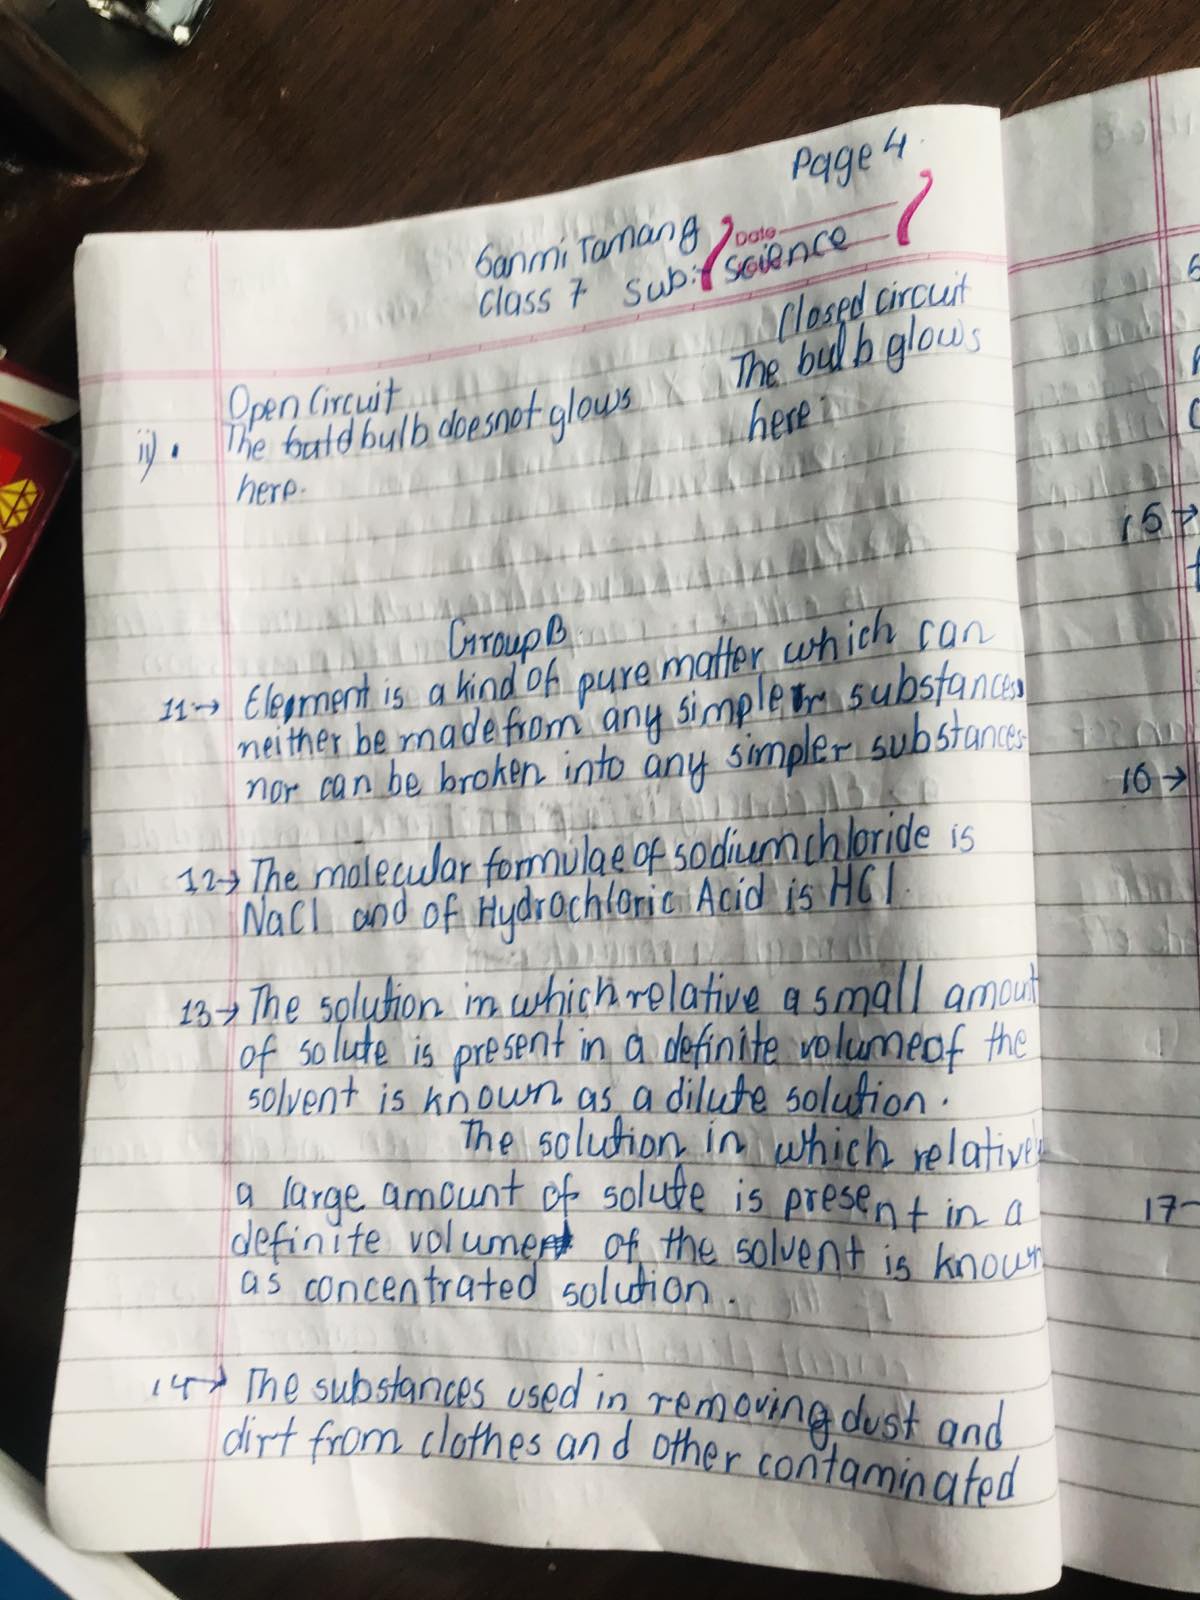 Page 4
Sanmi Tamang
Date
Class 7 Sub:- Science
Open Circuit
Closed circuit
ii). The bulb doesnot glows
The bulb glows
here.
here.
Group B
11→ Element is a kind of pure matter which can
neither be made from any simpler substances
nor can be broken into any simpler substances
12→ The molecular formulae of sodium chloride is
NaCl and of Hydrochloric Acid is HCl.
13→ The solution in which relative a small amount
of solute is present in a definite volume of the
solvent is known as a dilute solution.
The solution in which relatively
a large amount of solute is present in a
definite volume of the solvent is known
as concentrated solution.
14→ The substances used in removing dust and
dirt from clothes and other contaminated
15→
16→
17